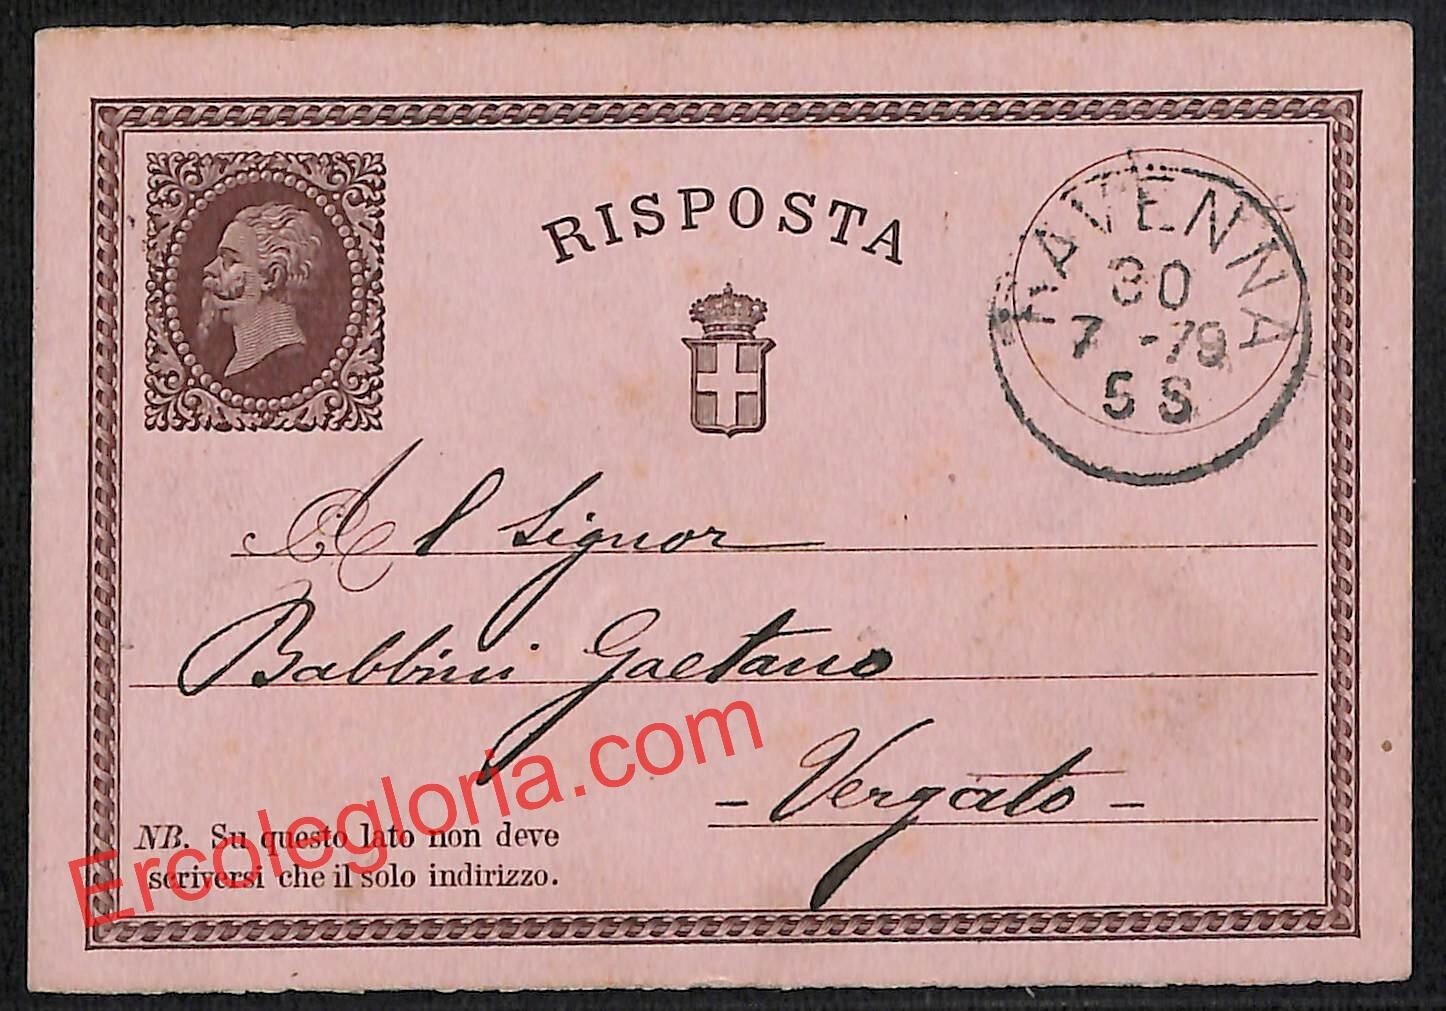 RISPOSTA
RAVENNA
30
7 -79
5 S
Al Signor
Babbini Gaetano
- Vergato -
NB. Su questo lato non deve
scriversi che il solo indirizzo.
Ercolegloria.com